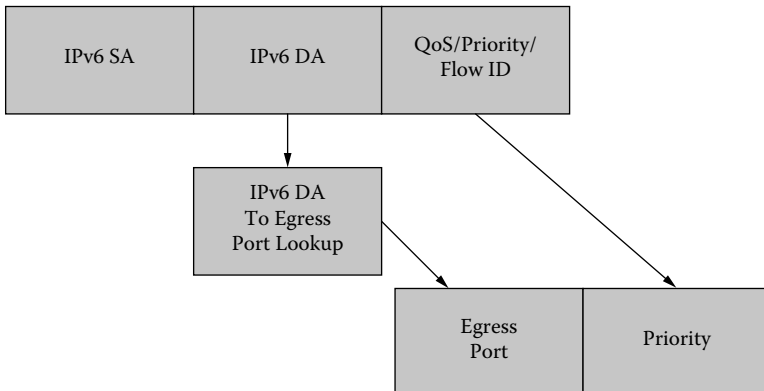 IPv6 SA
IPv6 DA
QoS/Priority/
Flow ID
IPv6 DA
To Egress
Port Lookup
Egress
Port
Priority